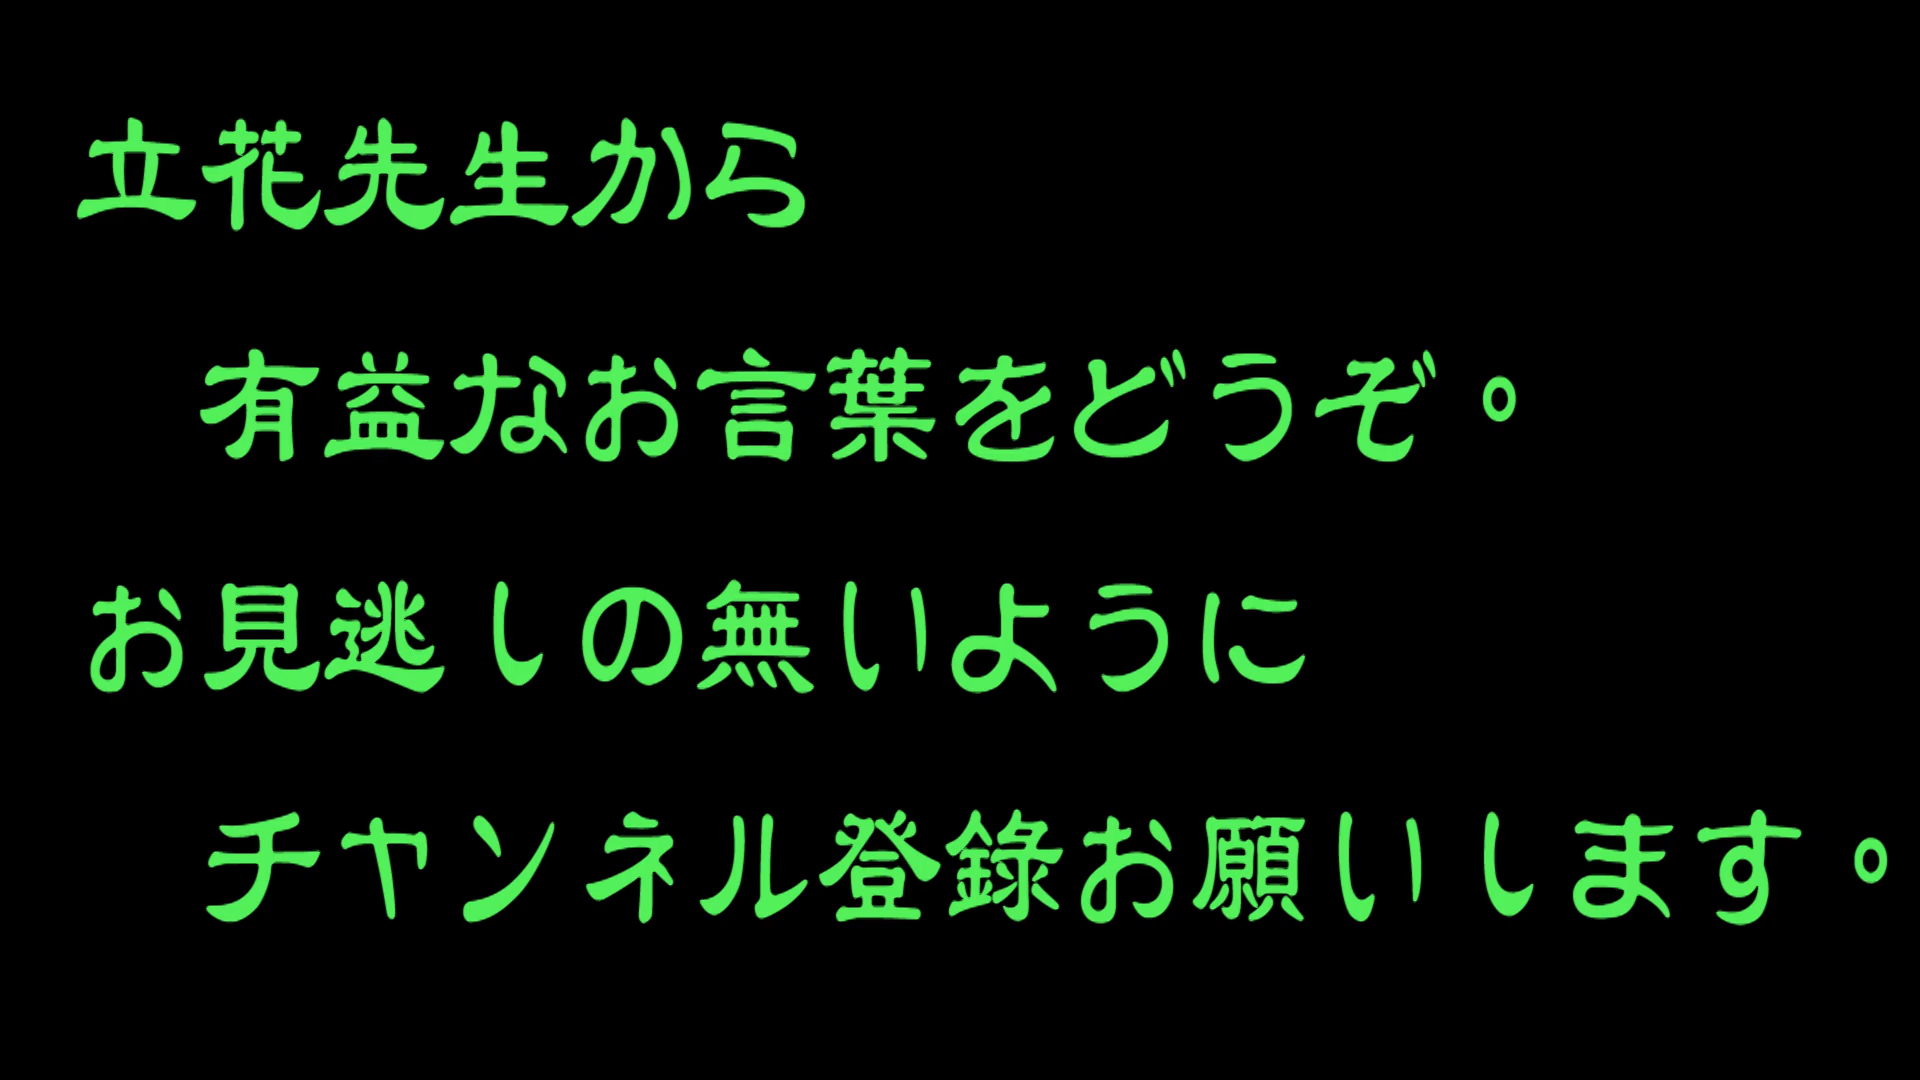 立花先生から
有益なお言葉をどうぞ。
お見逃しの無いように
チャンネル登錄お願いします。